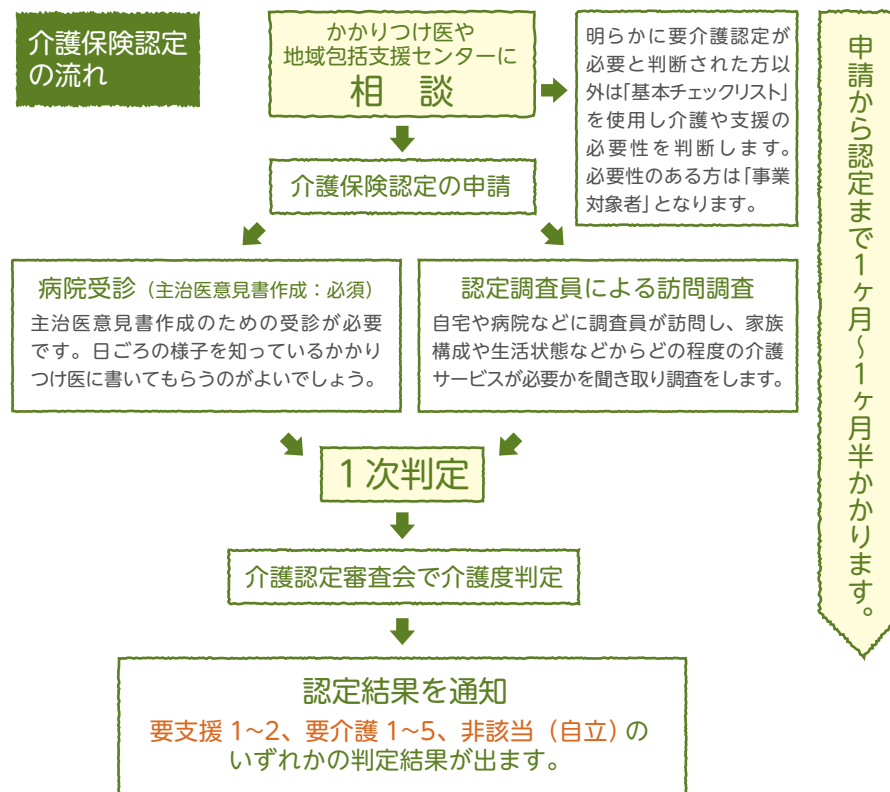 介護保険認定
の流れ
かかりつけ医や
地域包括支援センターに
相　談
明らかに要介護認定が
必要と判断された方以
外は「基本チェックリスト」
を使用し介護や支援の
必要性を判断します。
必要性のある方は「事業
対象者」となります。
介護保険認定の申請
病院受診（主治医意見書作成：必須）
主治医意見書作成のための受診が必要
です。日ごろの様子を知っているかかり
つけ医に書いてもらうのがよいでしょう。
認定調査員による訪問調査
自宅や病院などに調査員が訪問し、家族
構成や生活状態などからどの程度の介護
サービスが必要かを聞き取り調査をします。
1次判定
介護認定審査会で介護度判定
認定結果を通知
要支援 1~2、要介護 1~5、非該当（自立）の
いずれかの判定結果が出ます。
申請から認定まで1ヶ月～1ヶ月半かかります。